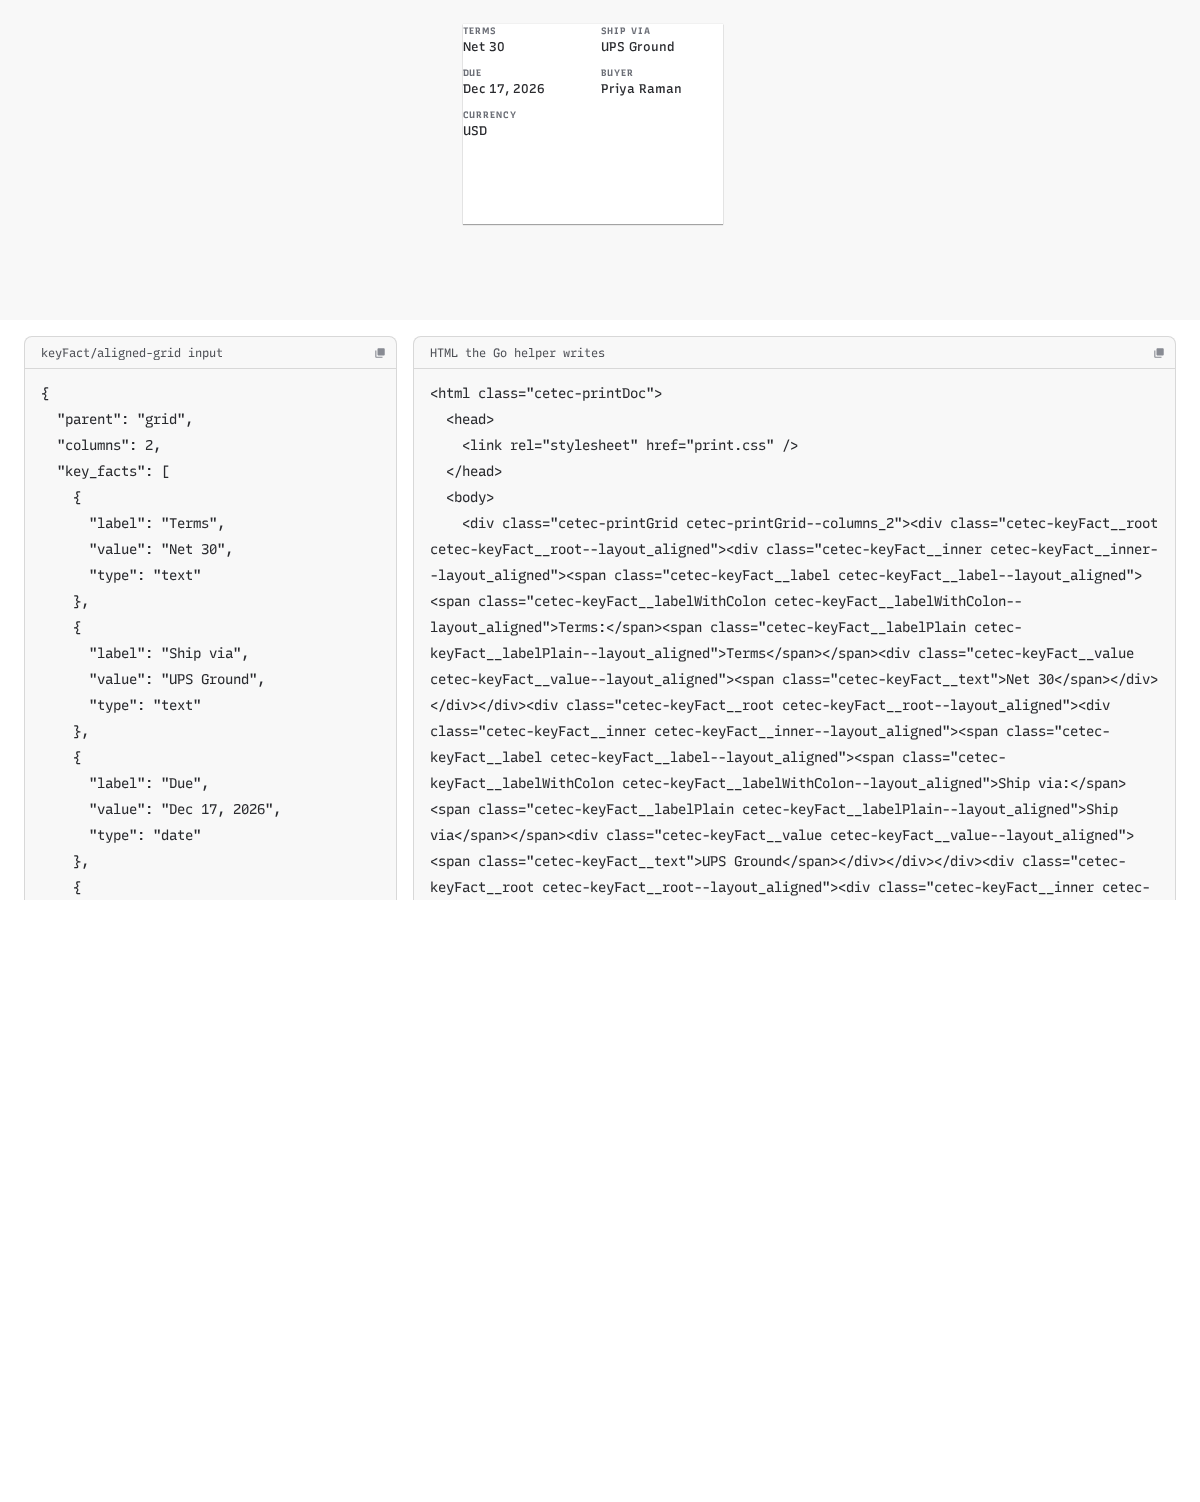 TERMS
Net 30
SHIP VIA
UPS Ground
DUE
Dec 17, 2026
BUYER
Priya Raman
CURRENCY
USD
keyFact/aligned-grid input
{
  "parent": "grid",
  "columns": 2,
  "key_facts": [
    {
      "label": "Terms",
      "value": "Net 30",
      "type": "text"
    },
    {
      "label": "Ship via",
      "value": "UPS Ground",
      "type": "text"
    },
    {
      "label": "Due",
      "value": "Dec 17, 2026",
      "type": "date"
    },
    {
HTML the Go helper writes
<html class="cetec-printDoc">
  <head>
    <link rel="stylesheet" href="print.css" />
  </head>
  <body>
    <div class="cetec-printGrid cetec-printGrid--columns_2"><div class="cetec-keyFact__root
cetec-keyFact__root--layout_aligned"><div class="cetec-keyFact__inner cetec-keyFact__inner-
-layout_aligned"><span class="cetec-keyFact__label cetec-keyFact__label--layout_aligned">
<span class="cetec-keyFact__labelWithColon cetec-keyFact__labelWithColon--
layout_aligned">Terms:</span><span class="cetec-keyFact__labelPlain cetec-
keyFact__labelPlain--layout_aligned">Terms</span></span><div class="cetec-keyFact__value
cetec-keyFact__value--layout_aligned"><span class="cetec-keyFact__text">Net 30</span></div>
</div></div><div class="cetec-keyFact__root cetec-keyFact__root--layout_aligned"><div
class="cetec-keyFact__inner cetec-keyFact__inner--layout_aligned"><span class="cetec-
keyFact__label cetec-keyFact__label--layout_aligned"><span class="cetec-
keyFact__labelWithColon cetec-keyFact__labelWithColon--layout_aligned">Ship via:</span>
<span class="cetec-keyFact__labelPlain cetec-keyFact__labelPlain--layout_aligned">Ship
via</span></span><div class="cetec-keyFact__value cetec-keyFact__value--layout_aligned">
<span class="cetec-keyFact__text">UPS Ground</span></div></div></div><div class="cetec-
keyFact__root cetec-keyFact__root--layout_aligned"><div class="cetec-keyFact__inner cetec-